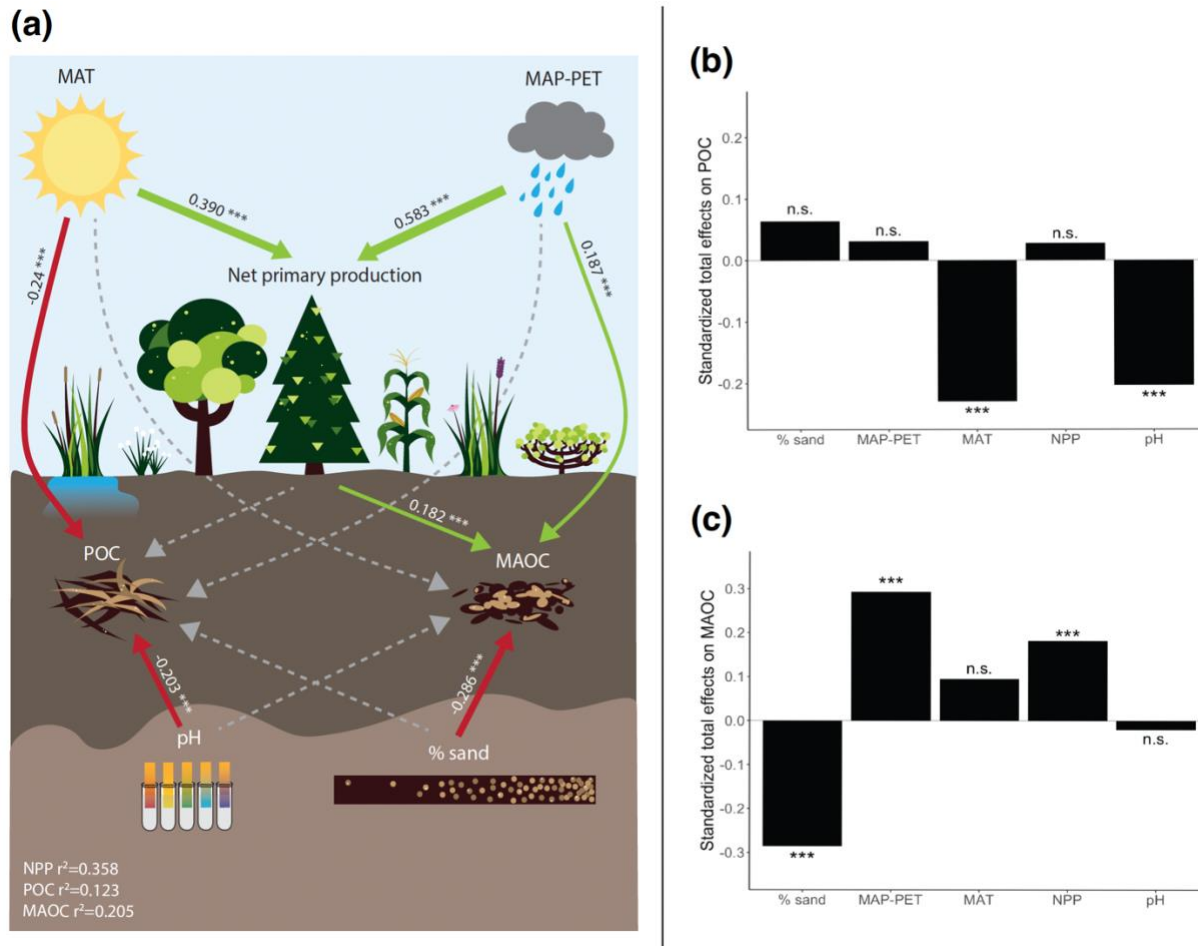 (a)
MAT
MAP-PET
0.390 ***
0.583 ***
-0.24 ***
0.187 ***
Net primary production
0.182 ***
POC
MAOC
-0.203 ***
-0.286 ***
pH
% sand
NPP r²=0.358
POC r²=0.123
MAOC r²=0.205
(b)
Standardized total effects on POC
0.2
0.1
0.0
-0.1
-0.2
n.s.
n.s.
***
n.s.
***
% sand MAP-PET MAT NPP pH
(c)
Standardized total effects on MAOC
0.3
0.2
0.1
0.0
-0.1
-0.2
-0.3
***
***
n.s.
***
n.s.
% sand MAP-PET MAT NPP pH